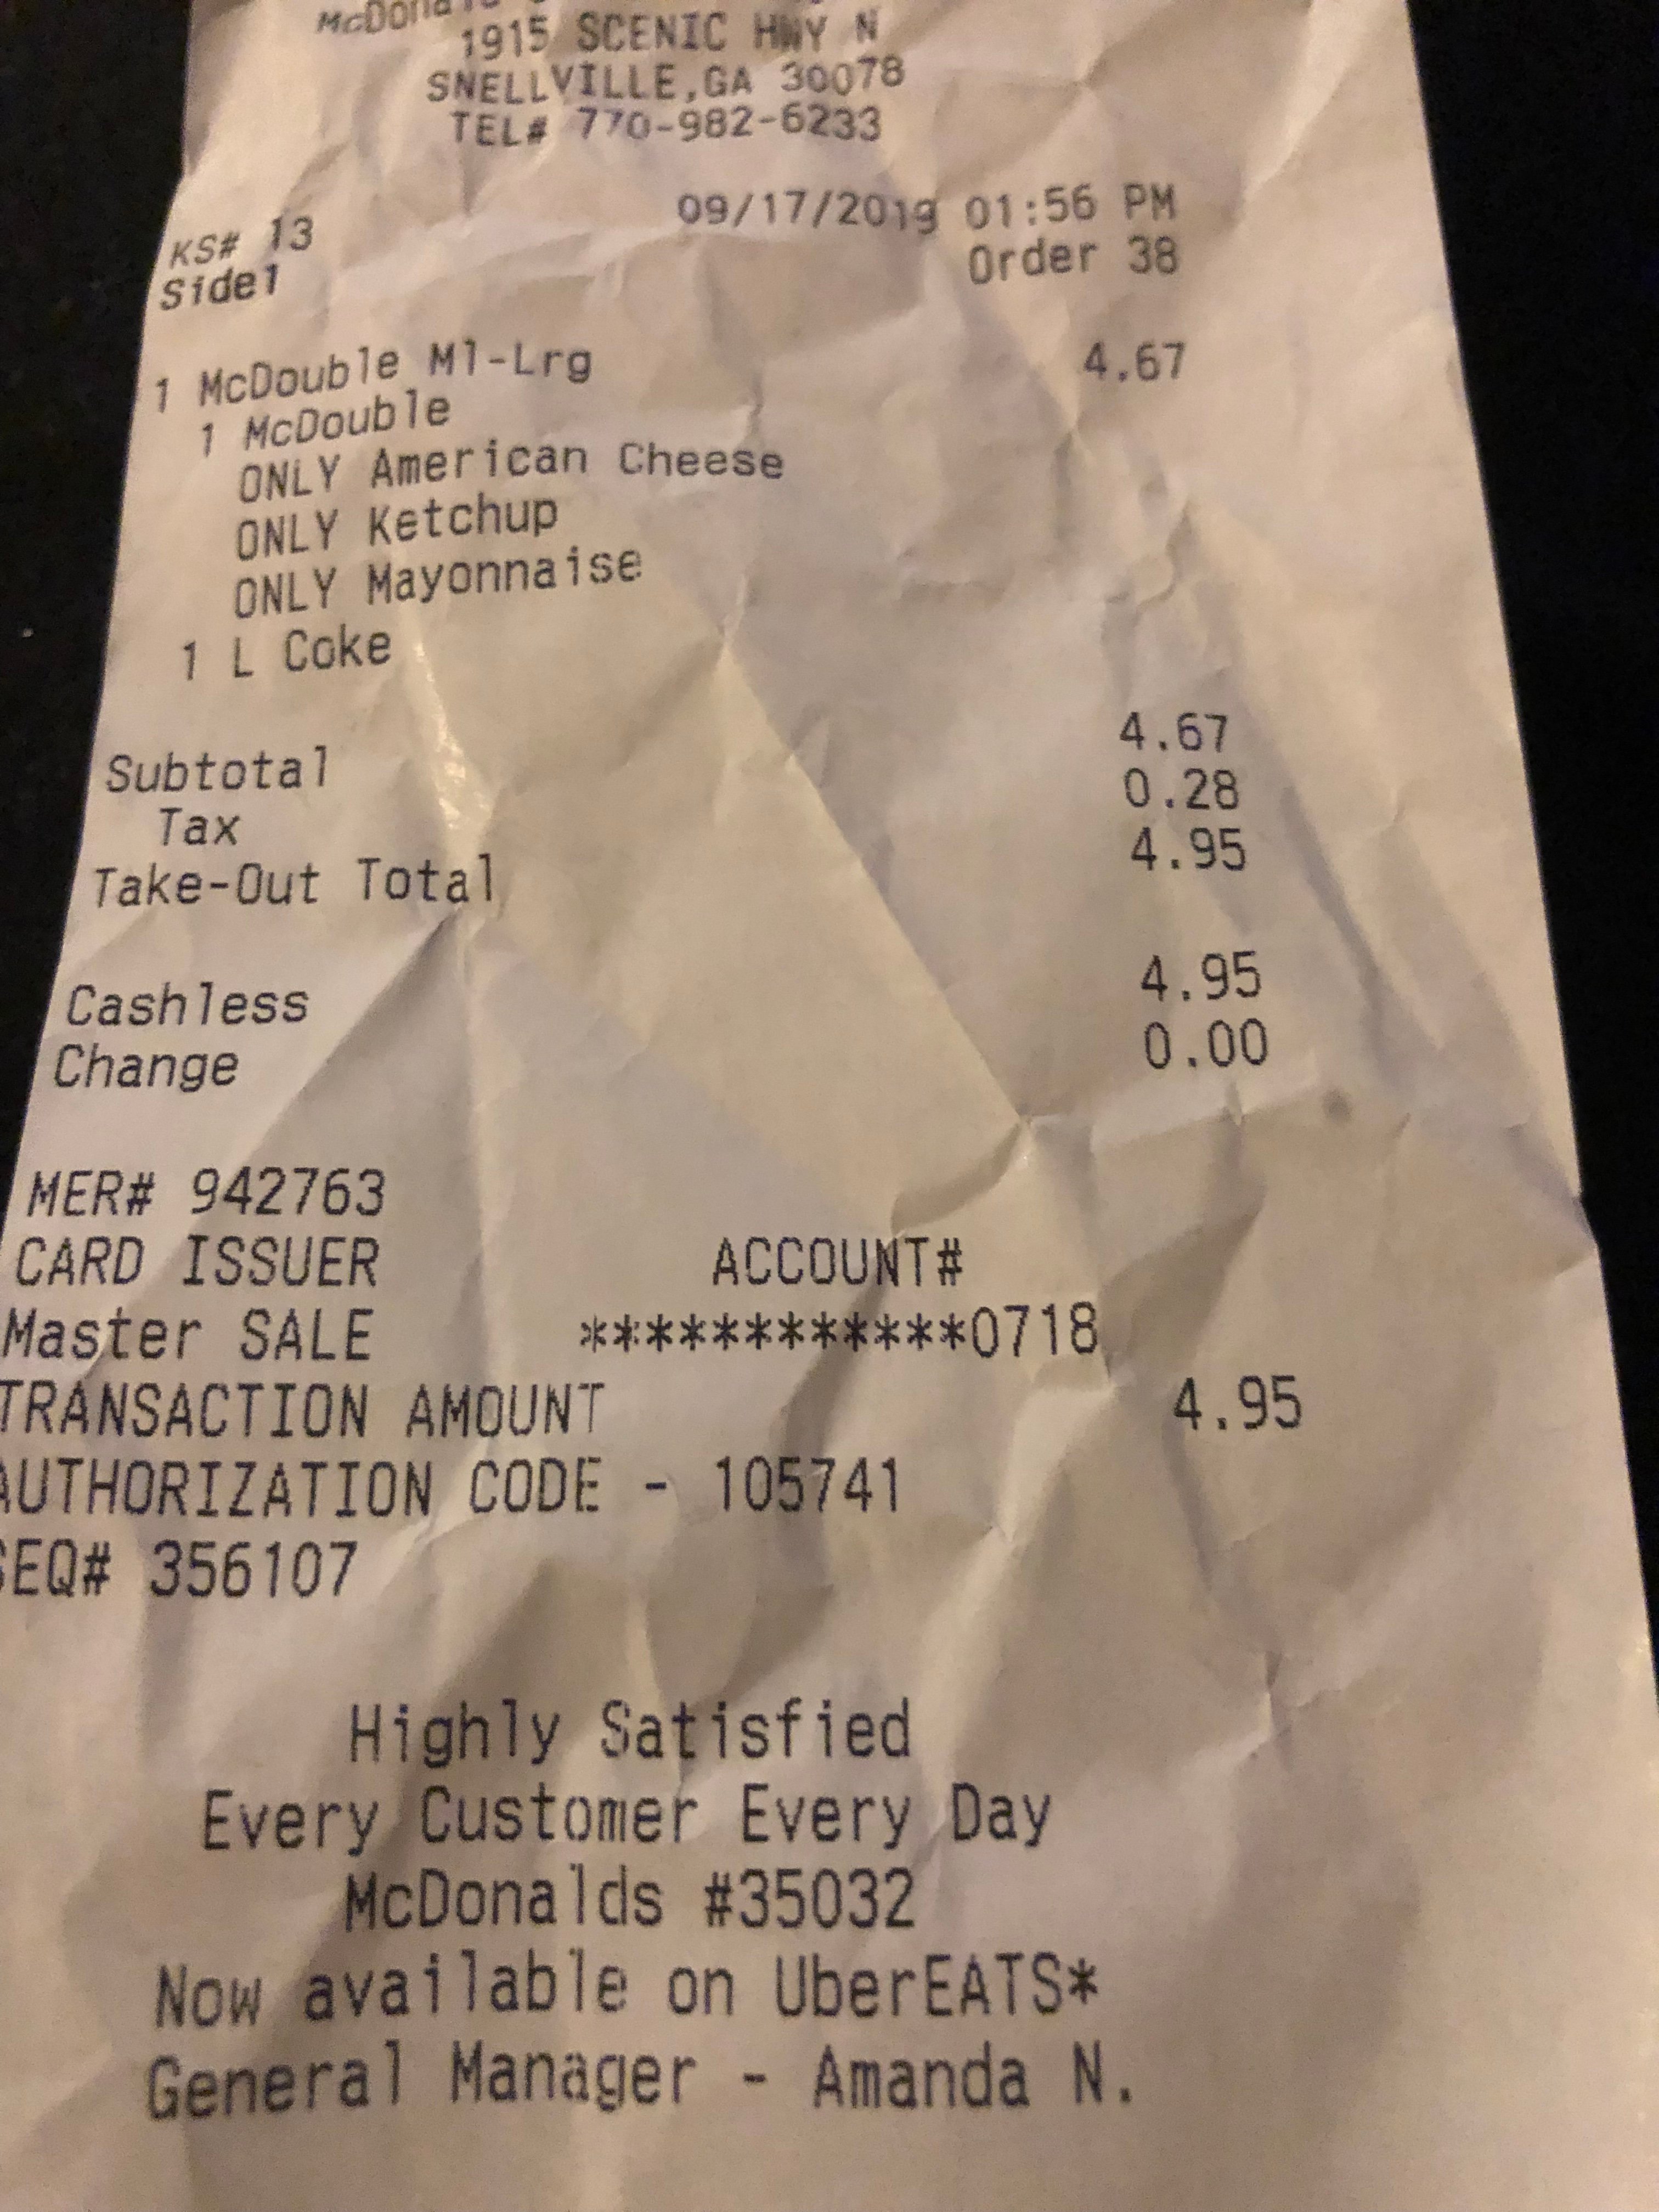 McDonald
1915 SCENIC HWY N
SNELLVILLE,GA 30078
TEL# 770-982-6233
KS# 13 09/17/2019 01:56 PM
Side1 Order 38
1 McDouble Ml-Lrg 4.67
1 McDouble
ONLY American Cheese
ONLY Ketchup
ONLY Mayonnaise
1 L Coke
Subtotal 4.67
Tax 0.28
Take-Out Total 4.95
Cashless 4.95
Change 0.00
MER# 942763
CARD ISSUER ACCOUNT#
Master SALE ************0718
TRANSACTION AMOUNT 4.95
AUTHORIZATION CODE - 105741
SEQ# 356107
Highly Satisfied
Every Customer Every Day
McDonalds #35032
Now available on UberEATS*
General Manager - Amanda N.